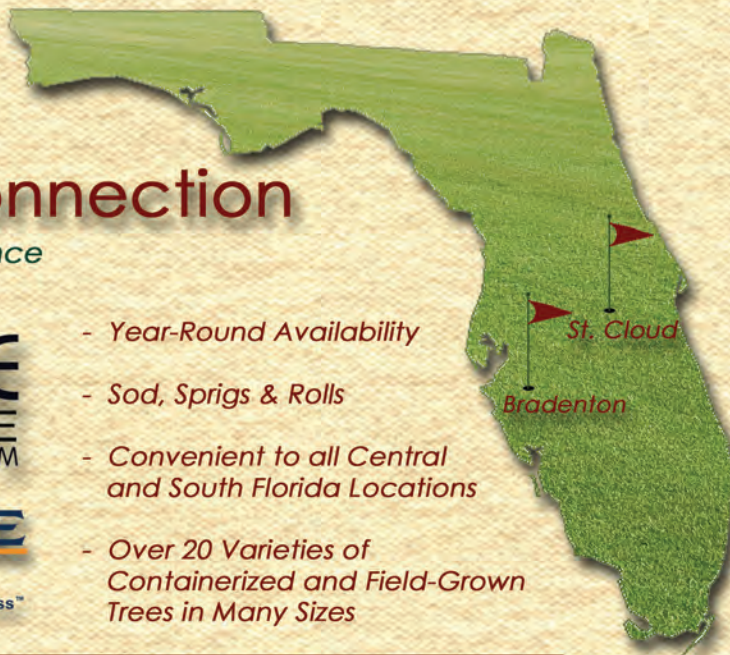 onnection
nce
- Year-Round Availability
- Sod, Sprigs & Rolls
- Convenient to all Central
and South Florida Locations
- Over 20 Varieties of
Containerized and Field-Grown
Trees in Many Sizes
St. Cloud
Bradenton
M
ss™